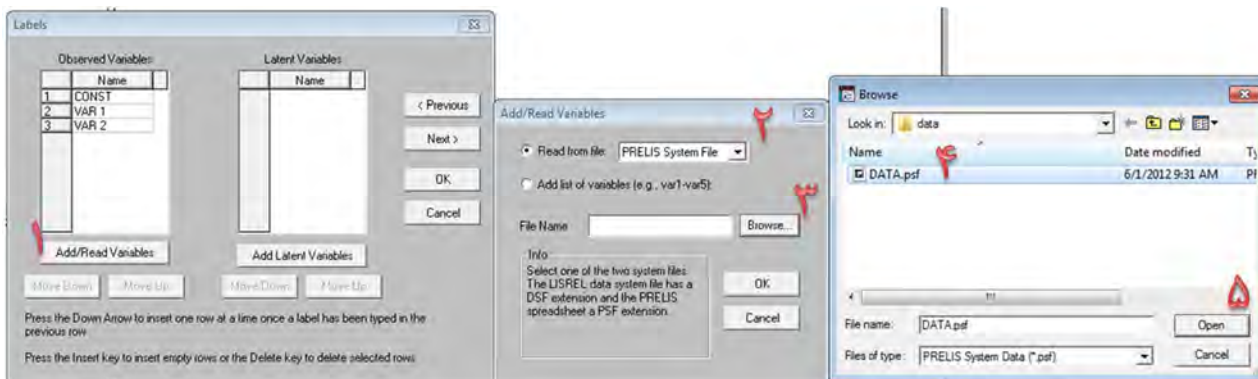 Labels
Observed Variables
Name
1 CONST
2 VAR 1
3 VAR 2
Latent Variables
Name
< Previous
Next >
OK
Cancel
۱
Add/Read Variables
Add Latent Variables
Move Down
Move Up
Move Down
Move Up
Press the Down Arrow to insert one row at a time once a label has been typed in the
previous row
Press the Insert key to insert empty rows or the Delete key to delete selected rows
Add/Read Variables
۲
Read from file: PRELIS System File
Add list of variables (e.g., var1-var5):
۳
File Name
Browse...
Info
Select one of the two system files.
The LISREL data system file has a
DSF extension and the PRELIS
spreadsheet a PSF extension.
OK
Cancel
Browse
Look in: data
Name Date modified Ty
۴
DATA.psf 6/1/2012 9:31 AM PF
۵
File name: DATA.psf
Open
Files of type: PRELIS System Data (*.psf)
Cancel